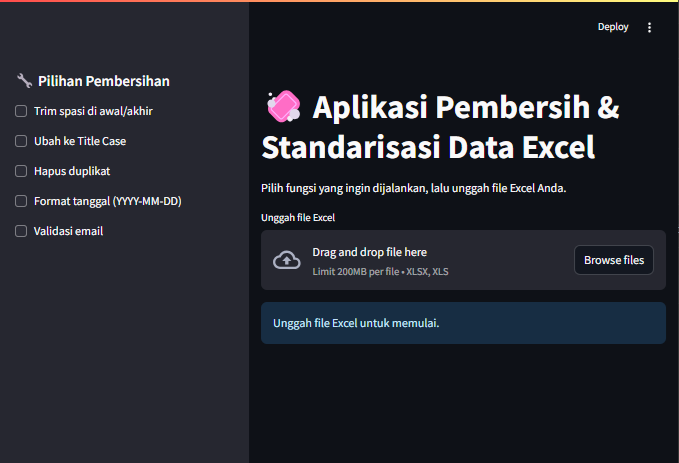 Deploy
Pilihan Pembersihan
Trim spasi di awal/akhir
Ubah ke Title Case
Hapus duplikat
Format tanggal (YYYY-MM-DD)
Validasi email
Aplikasi Pembersih &
Standarisasi Data Excel
Pilih fungsi yang ingin dijalankan, lalu unggah file Excel Anda.
Unggah file Excel
Drag and drop file here
Limit 200MB per file • XLSX, XLS
Browse files
Unggah file Excel untuk memulai.